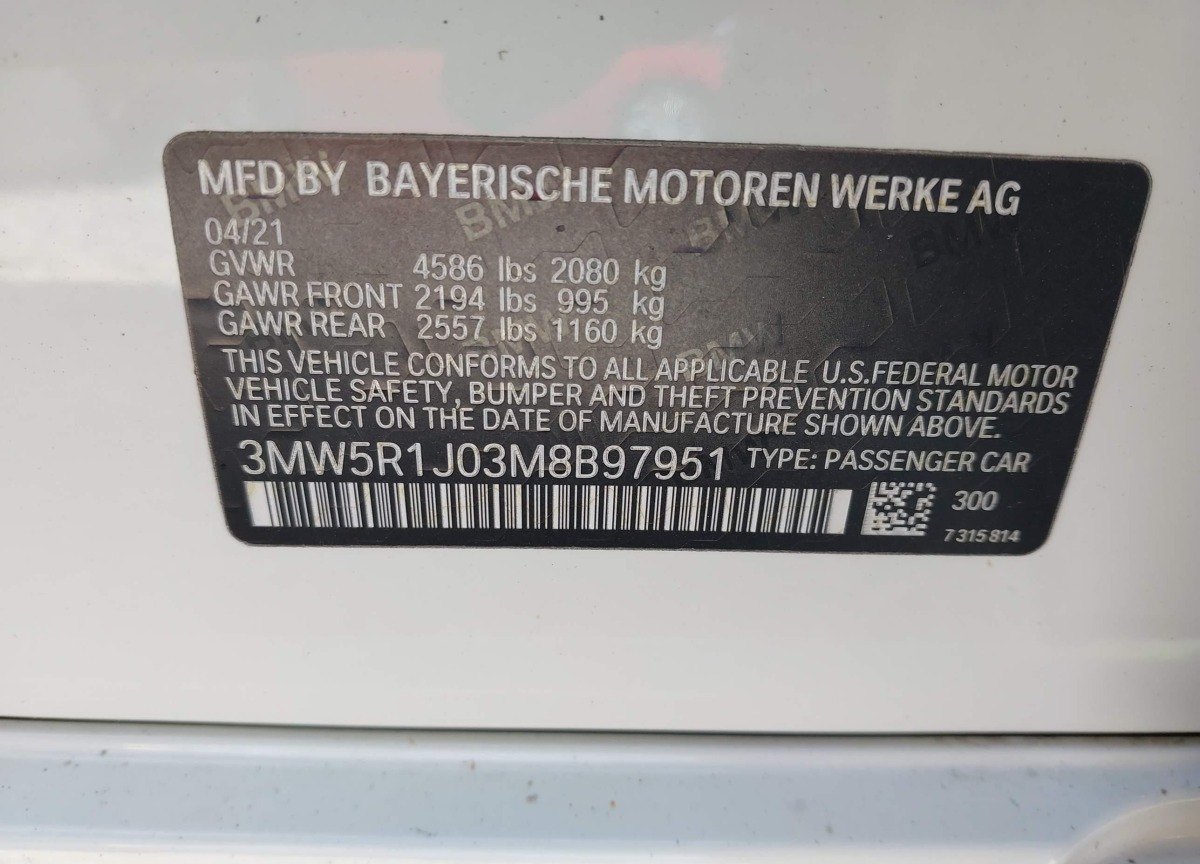 MFD BY BAYERISCHE MOTOREN WERKE AG
04/21
GVWR 4586 lbs 2080 kg
GAWR FRONT 2194 lbs 995 kg
GAWR REAR 2557 lbs 1160 kg
THIS VEHICLE CONFORMS TO ALL APPLICABLE U.S.FEDERAL MOTOR
VEHICLE SAFETY, BUMPER AND THEFT PREVENTION STANDARDS
IN EFFECT ON THE DATE OF MANUFACTURE SHOWN ABOVE.
3MW5R1J03M8B97951 TYPE: PASSENGER CAR
300
7 315 814